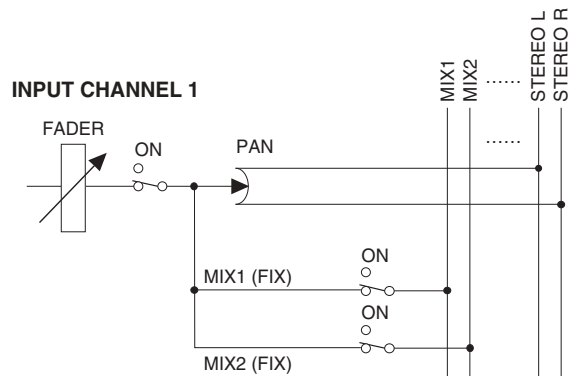 INPUT CHANNEL 1
FADER
ON
PAN
MIX1
MIX2
......
STEREO L
STEREO R
......
MIX1 (FIX)
ON
MIX2 (FIX)
ON